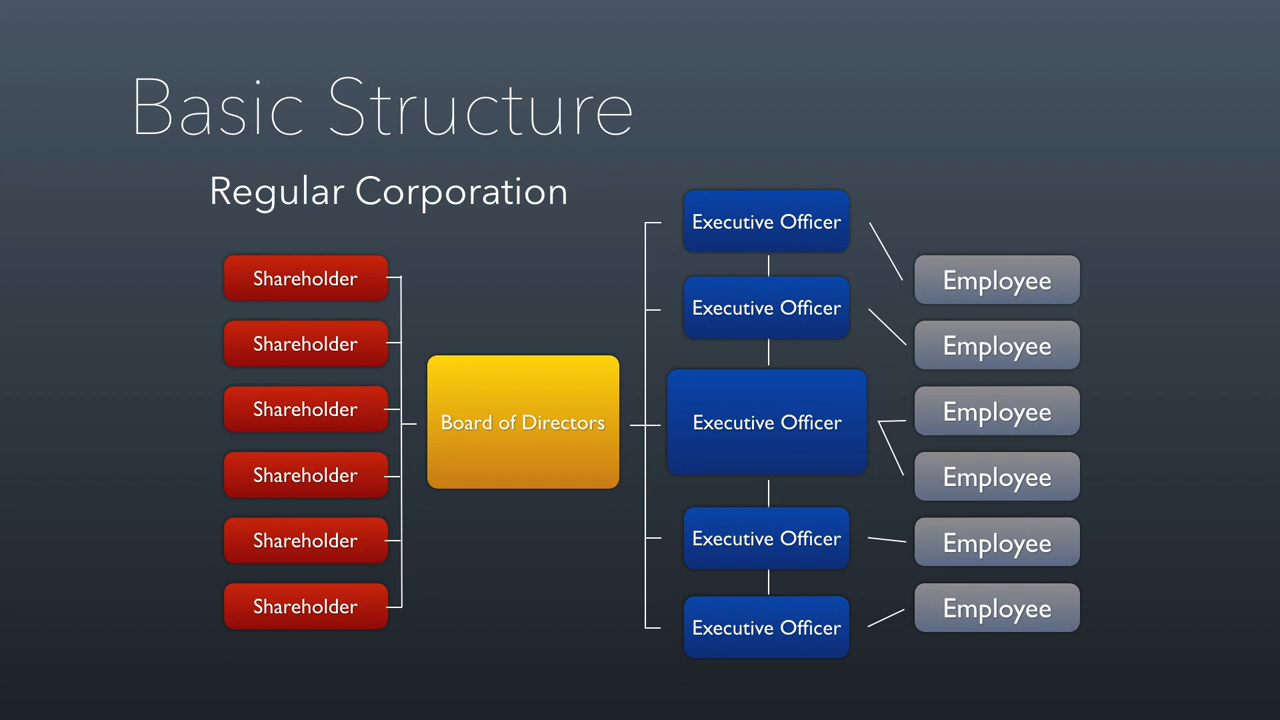 Basic Structure
Regular Corporation
Shareholder
Shareholder
Shareholder
Shareholder
Shareholder
Shareholder
Board of Directors
Executive Officer
Executive Officer
Executive Officer
Executive Officer
Executive Officer
Employee
Employee
Employee
Employee
Employee
Employee